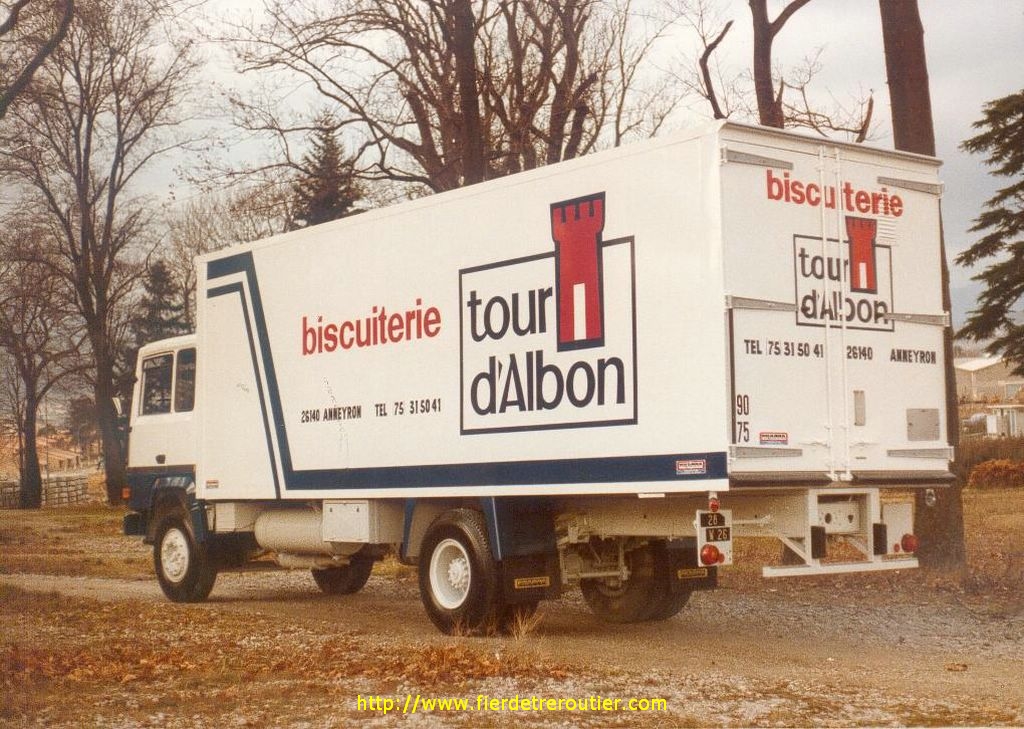 biscuiterie
tour
d'Albon
26140 ANNEYRON TEL 75 31 50 41
biscuiterie
tour
d'Albon
TEL 75 31 50 41 26140 ANNEYRON
90
75
26
http://www.fierdetreroutier.com